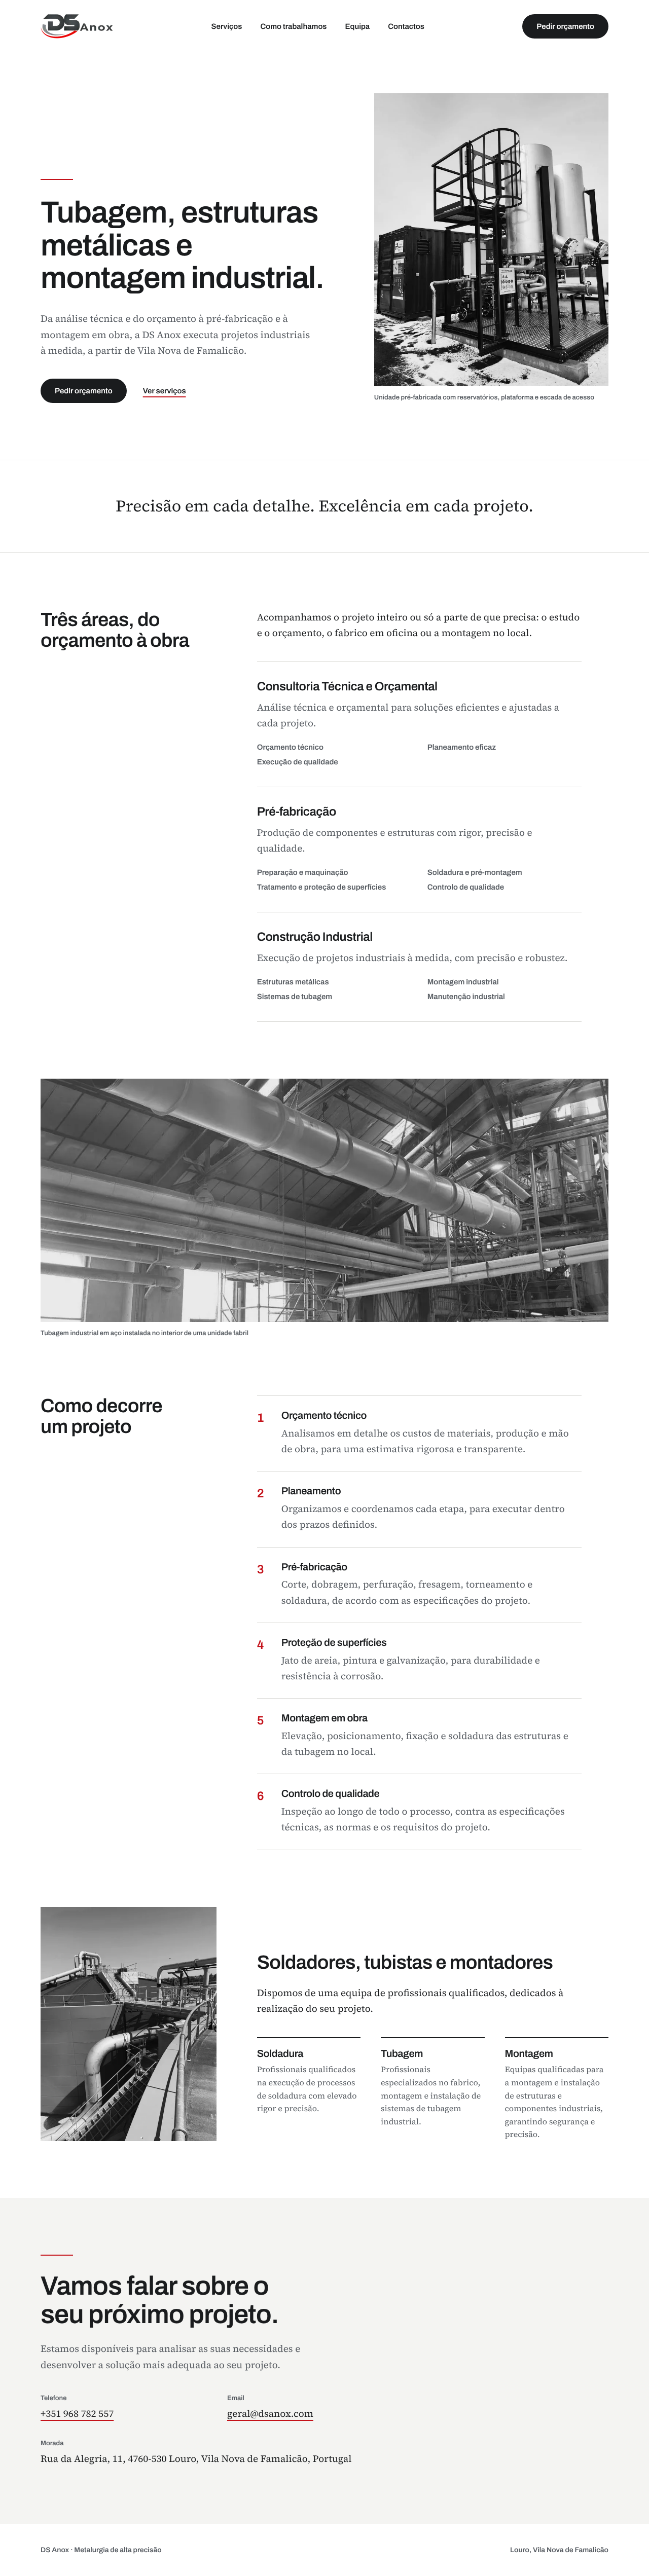 DS Anox
Serviços
Como trabalhamos
Equipa
Contactos
Pedir orçamento
Tubagem, estruturas
metálicas e
montagem industrial.
Da análise técnica e do orçamento à pré-fabricação e à
montagem em obra, a DS Anox executa projetos industriais
à medida, a partir de Vila Nova de Famalicão.
Pedir orçamento
Ver serviços
Unidade pré-fabricada com reservatórios, plataforma e escada de acesso
Precisão em cada detalhe. Excelência em cada projeto.
Três áreas, do
orçamento à obra
Acompanhamos o projeto inteiro ou só a parte de que precisa: o estudo
e o orçamento, o fabrico em oficina ou a montagem no local.
Consultoria Técnica e Orçamental
Análise técnica e orçamental para soluções eficientes e ajustadas a
cada projeto.
Orçamento técnico
Planeamento eficaz
Execução de qualidade
Pré-fabricação
Produção de componentes e estruturas com rigor, precisão e
qualidade.
Preparação e maquinação
Soldadura e pré-montagem
Tratamento e proteção de superfícies
Controlo de qualidade
Construção Industrial
Execução de projetos industriais à medida, com precisão e robustez.
Estruturas metálicas
Montagem industrial
Sistemas de tubagem
Manutenção industrial
Tubagem industrial em aço instalada no interior de uma unidade fabril
Como decorre
um projeto
1 Orçamento técnico
Analisamos em detalhe os custos de materiais, produção e mão
de obra, para uma estimativa rigorosa e transparente.
2 Planeamento
Organizamos e coordenamos cada etapa, para executar dentro
dos prazos definidos.
3 Pré-fabricação
Corte, dobragem, perfuração, fresagem, torneamento e
soldadura, de acordo com as especificações do projeto.
4 Proteção de superfícies
Jato de areia, pintura e galvanização, para durabilidade e
resistência à corrosão.
5 Montagem em obra
Elevação, posicionamento, fixação e soldadura das estruturas e
da tubagem no local.
6 Controlo de qualidade
Inspeção ao longo de todo o processo, contra as especificações
técnicas, as normas e os requisitos do projeto.
Soldadores, tubistas e montadores
Dispomos de uma equipa de profissionais qualificados, dedicados à
realização do seu projeto.
Soldadura
Profissionais qualificados
na execução de processos
de soldadura com elevado
rigor e precisão.
Tubagem
Profissionais
especializados no fabrico,
montagem e instalação de
sistemas de tubagem
industrial.
Montagem
Equipas qualificadas para
a montagem e instalação
de estruturas e
componentes industriais,
garantindo segurança e
precisão.
Vamos falar sobre o
seu próximo projeto.
Estamos disponíveis para analisar as suas necessidades e
desenvolver a solução mais adequada ao seu projeto.
Telefone
+351 968 782 557
Email
geral@dsanox.com
Morada
Rua da Alegria, 11, 4760-530 Louro, Vila Nova de Famalicão, Portugal
DS Anox · Metalurgia de alta precisão
Louro, Vila Nova de Famalicão